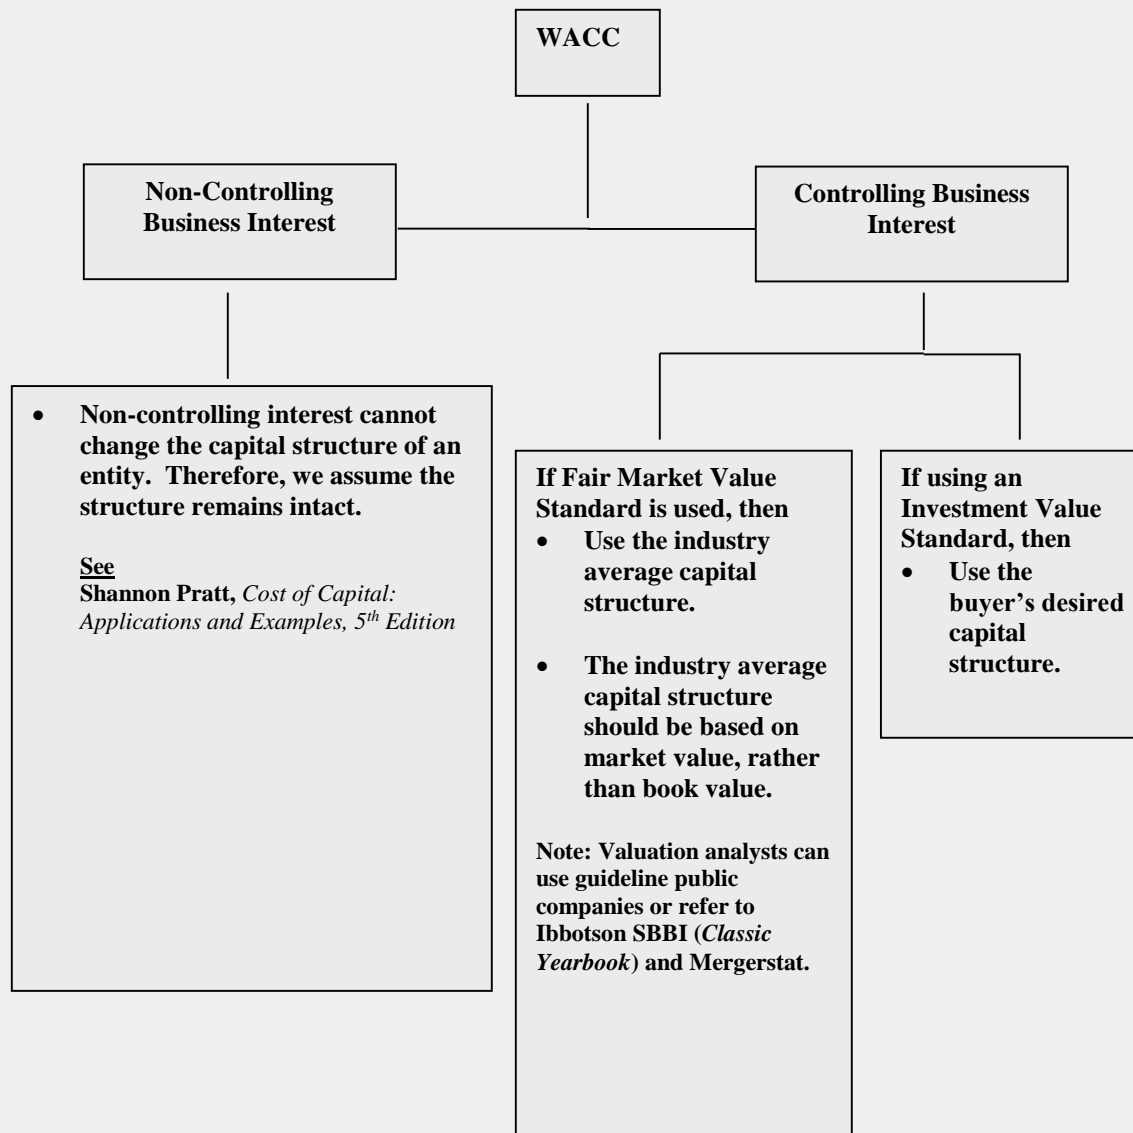 WACC
Non-Controlling
Business Interest
Controlling Business
Interest
• Non-controlling interest cannot
change the capital structure of an
entity.  Therefore, we assume the
structure remains intact.
See
Shannon Pratt, Cost of Capital:
Applications and Examples, 5th Edition
If Fair Market Value
Standard is used, then
• Use the industry
average capital
structure.
• The industry average
capital structure
should be based on
market value, rather
than book value.
Note: Valuation analysts can
use guideline public
companies or refer to
Ibbotson SBBI (Classic
Yearbook) and Mergerstat.
If using an
Investment Value
Standard, then
• Use the
buyer’s desired
capital
structure.